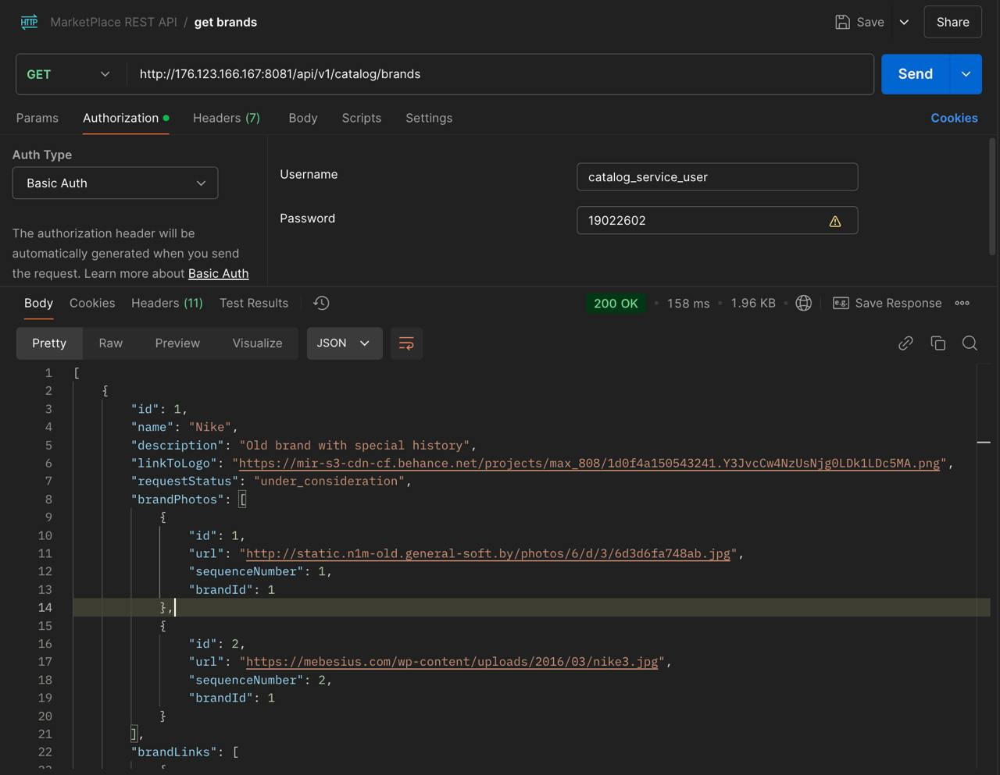 HTTP MarketPlace REST API / get brands Save Share
GET http://176.123.166.167:8081/api/v1/catalog/brands Send
Params Authorization Headers (7) Body Scripts Settings Cookies
Auth Type
Basic Auth
The authorization header will be
automatically generated when you send
the request. Learn more about Basic Auth
Username catalog_service_user
Password 19022602
Body Cookies Headers (11) Test Results 200 OK • 158 ms • 1.96 KB • e.g. Save Response
Pretty Raw Preview Visualize JSON
1 [
2 {
3 "id": 1,
4 "name": "Nike",
5 "description": "Old brand with special history",
6 "linkToLogo": "https://mir-s3-cdn-cf.behance.net/projects/max_808/1d0f4a150543241.Y3JvcCw4NzUsNjg0LDk1LDc5MA.png",
7 "requestStatus": "under_consideration",
8 "brandPhotos": [
9 {
10 "id": 1,
11 "url": "http://static.n1m-old.general-soft.by/photos/6/d/3/6d3d6fa748ab.jpg",
12 "sequenceNumber": 1,
13 "brandId": 1
14 },
15 {
16 "id": 2,
17 "url": "https://mebesius.com/wp-content/uploads/2016/03/nike3.jpg",
18 "sequenceNumber": 2,
19 "brandId": 1
20 }
21 ],
22 "brandLinks": [
23 {